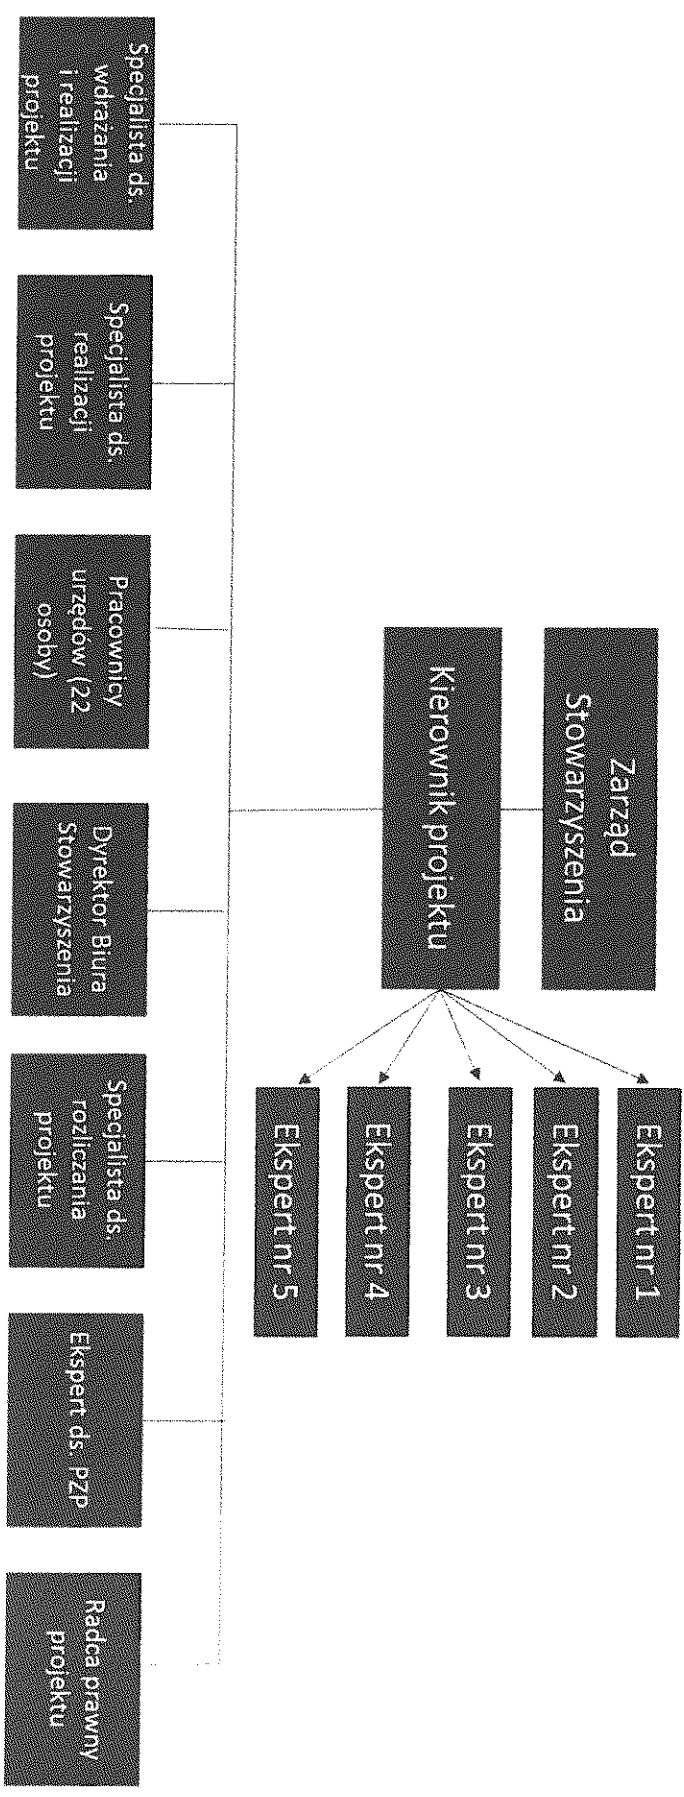 Zarząd
Stowarzyszenia
Kierownik projektu
Ekspert nr 1
Ekspert nr 2
Ekspert nr 3
Ekspert nr 4
Ekspert nr 5
Specjalista ds.
wdrażania
i realizacji
projektu
Specjalista ds.
realizacji
projektu
Pracownicy
urzędów (22
osoby)
Dyrektor Biura
Stowarzyszenia
Specjalista ds.
rozliczania
projektu
Ekspert ds. PZP
Radca prawny
projektu